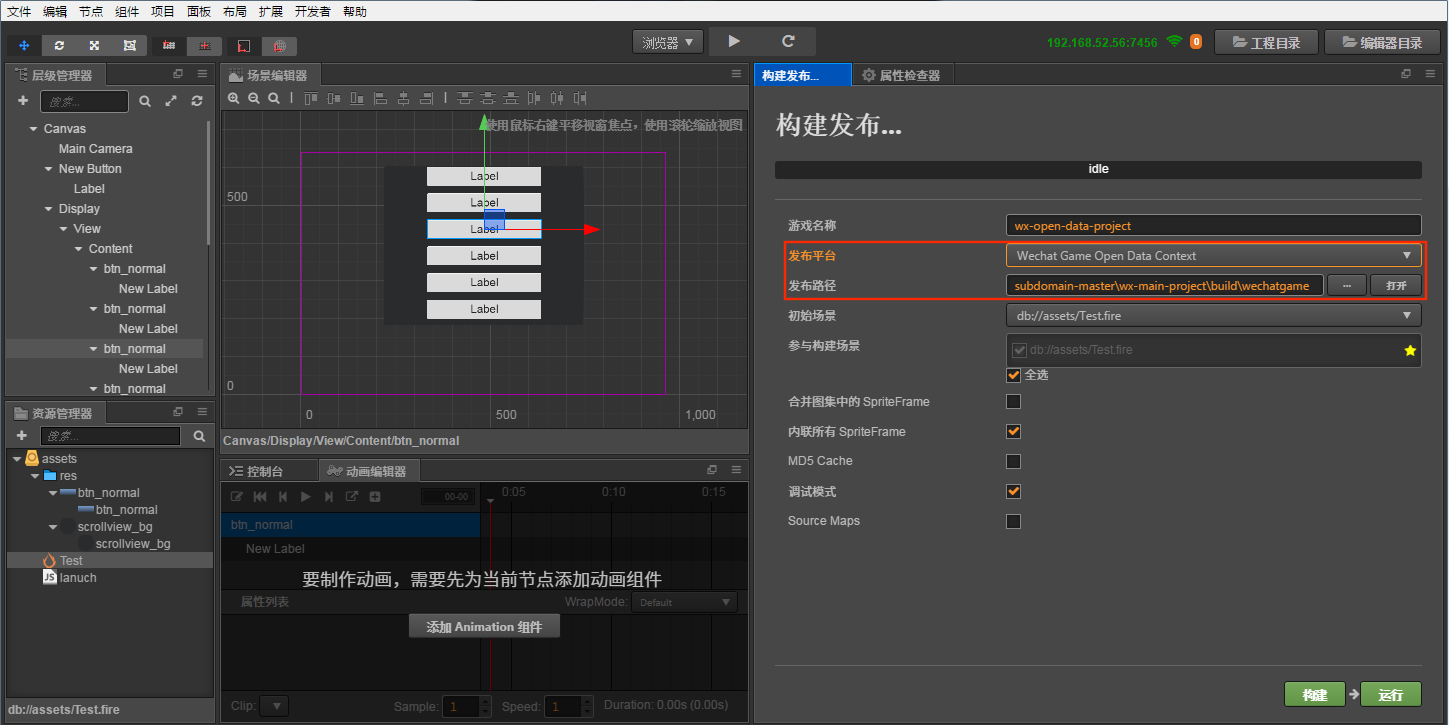 文件 编辑 节点 组件 项目 面板 布局 扩展 开发者 帮助
浏览器
192.168.52.56:7456
0
工程目录
编辑器目录
层级管理器
搜索...
Canvas
Main Camera
New Button
Label
Display
View
Content
btn_normal
New Label
btn_normal
New Label
btn_normal
New Label
btn_normal
资源管理器
搜索...
assets
res
btn_normal
btn_normal
scrollview_bg
scrollview_bg
Test
JS lanuch
db://assets/Test.fire
场景编辑器
使用鼠标右键平移视窗焦点，使用滚轮缩放视图
Label
Label
Label
Label
Label
Label
500
0
0 500 1,000
Canvas/Display/View/Content/btn_normal
控制台 动画编辑器
00-00
0:05 0:10 0:15
btn_normal
New Label
要制作动画，需要先为当前节点添加动画组件
属性列表 WrapMode: Default
添加 Animation 组件
Clip: Sample: 1 Speed: 1 Duration: 0.00s (0.00s)
构建发布... 属性检查器
构建发布...
idle
游戏名称 wx-open-data-project
发布平台 Wechat Game Open Data Context
发布路径 subdomain-master\wx-main-project\build\wechatgame ... 打开
初始场景 db://assets/Test.fire
参与构建场景 db://assets/Test.fire
全选
合并图集中的 SpriteFrame
内联所有 SpriteFrame
MD5 Cache
调试模式
Source Maps
构建 运行